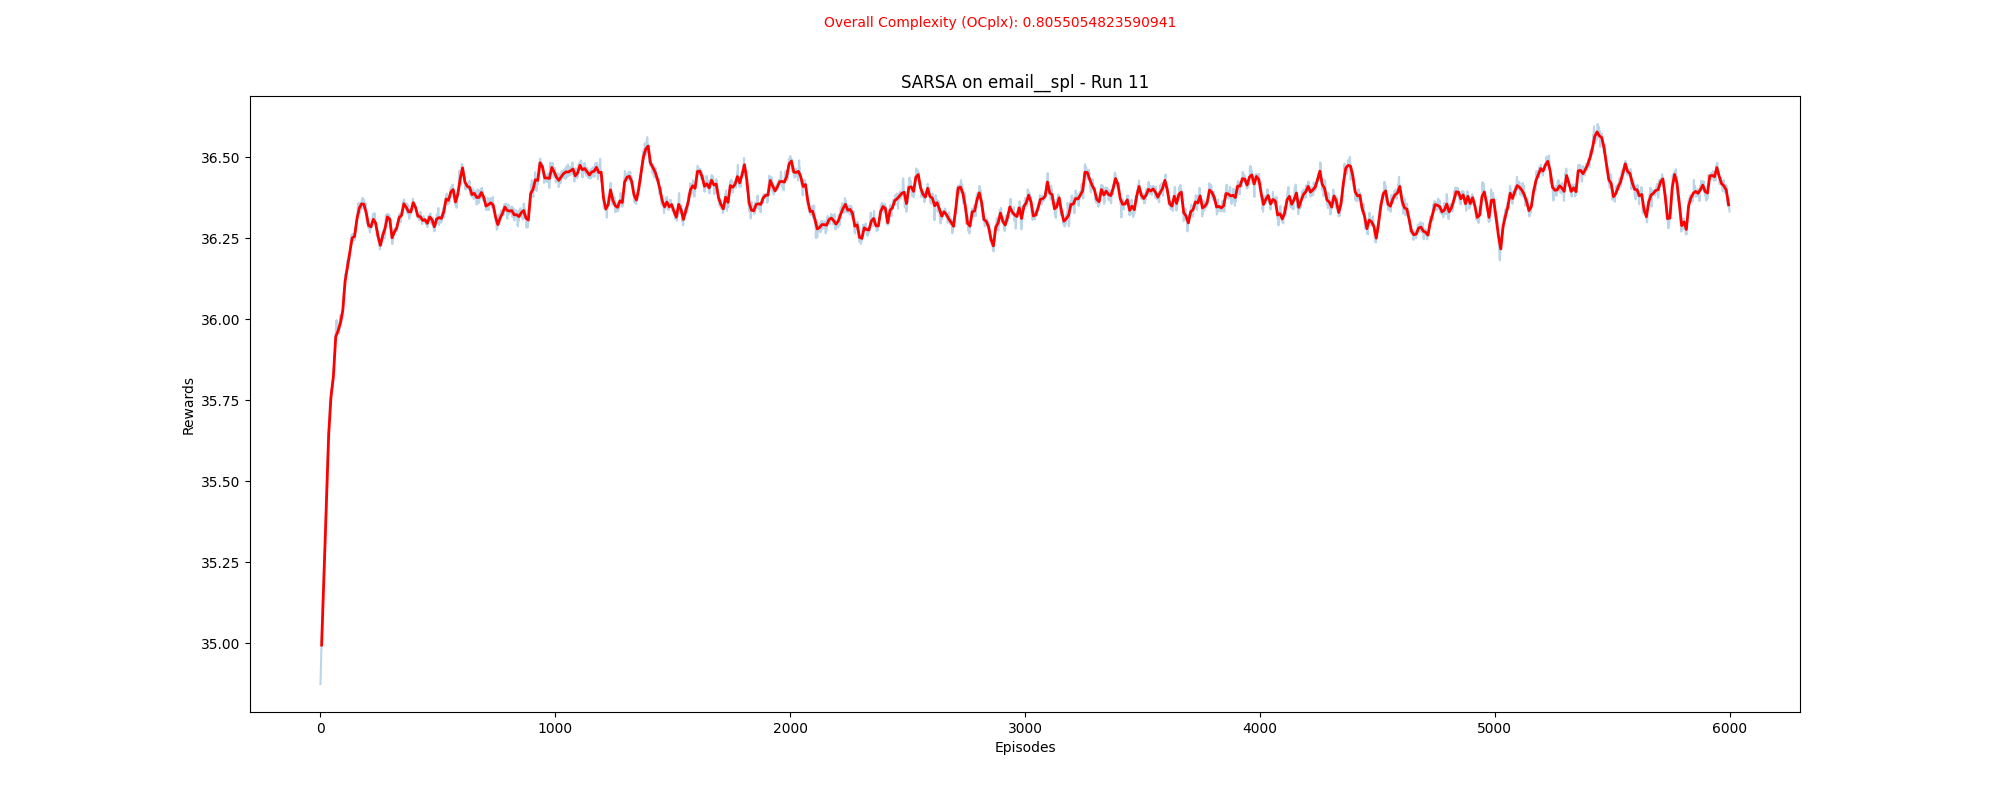 Overall Complexity (OCplx): 0.8055054823590941
SARSA on email__spl - Run 11
36.50
36.25
36.00
35.75
35.50
35.25
35.00
Rewards
0 1000 2000 3000 4000 5000 6000
Episodes